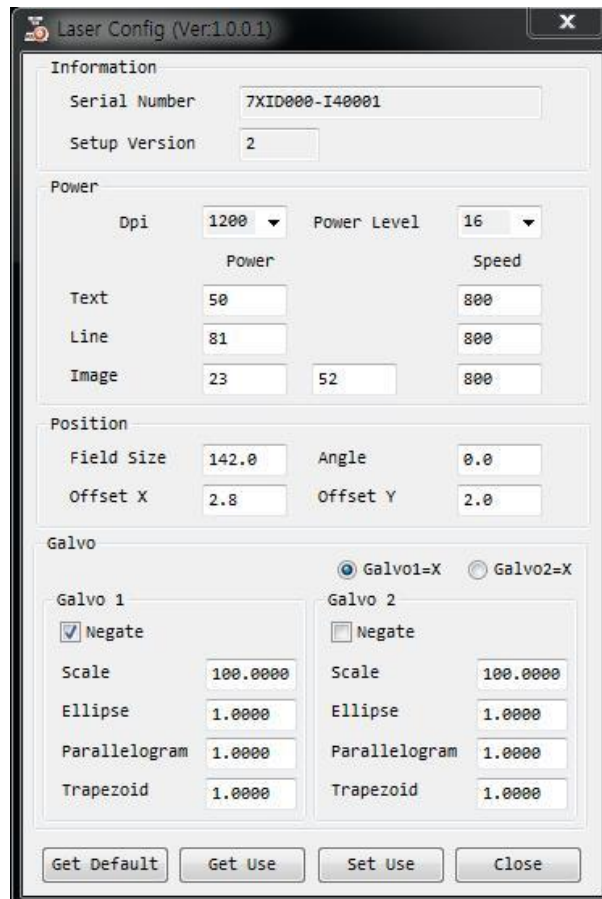 Laser Config (Ver:1.0.0.1)
Information
Serial Number 7XID000-I40001
Setup Version 2
Power
Dpi 1200 Power Level 16
Power Speed
Text 50 800
Line 81 800
Image 23 52 800
Position
Field Size 142.0 Angle 0.0
Offset X 2.8 Offset Y 2.0
Galvo
Galvo1=X Galvo2=X
Galvo 1 Galvo 2
Negate Negate
Scale 100.0000 Scale 100.0000
Ellipse 1.0000 Ellipse 1.0000
Parallelogram 1.0000 Parallelogram 1.0000
Trapezoid 1.0000 Trapezoid 1.0000
Get Default Get Use Set Use Close